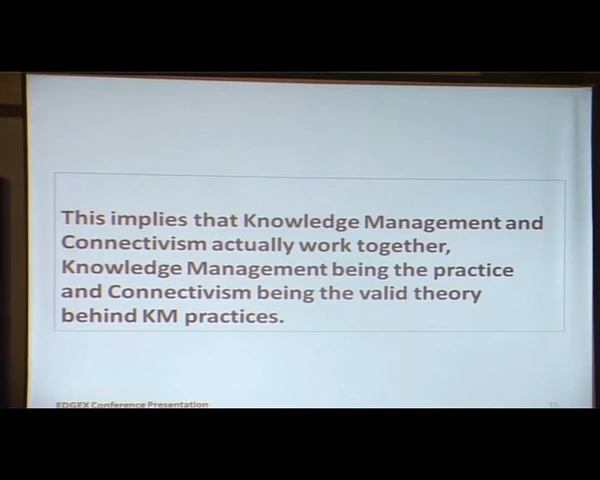 This implies that Knowledge Management and
Connectivism actually work together,
Knowledge Management being the practice
and Connectivism being the valid theory
behind KM practices.
EDGEX Conference Presentation
10